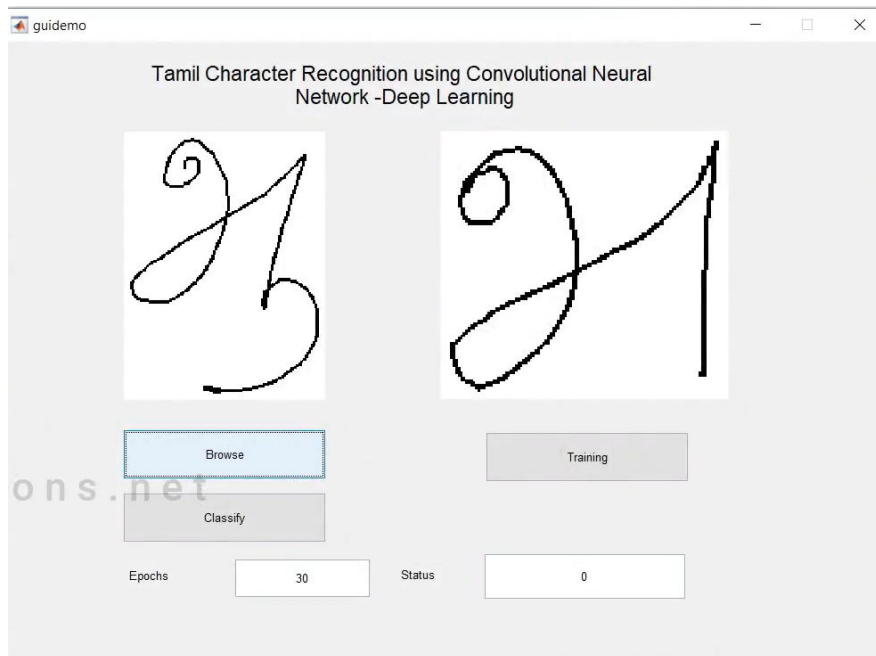 guidemo
Tamil Character Recognition using Convolutional Neural
Network -Deep Learning
ஆ
அ
Browse
Training
ons.net
Classify
Epochs
30
Status
0